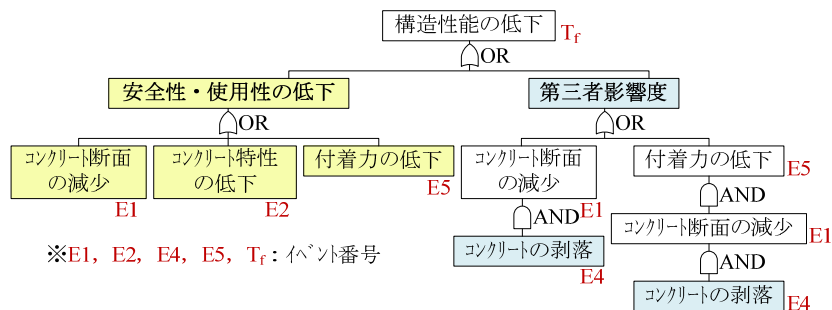 構造性能の低下
Tf
OR
安全性・使用性の低下
第三者影響度
OR
OR
コンクリート断面
の減少
E1
コンクリート特性
の低下
E2
付着力の低下
E5
コンクリート断面
の減少
E1
付着力の低下
E5
AND
AND
コンクリート断面の減少
E1
コンクリートの剥落
E4
AND
コンクリートの剥落
E4
※E1, E2, E4, E5, Tf：イベント番号